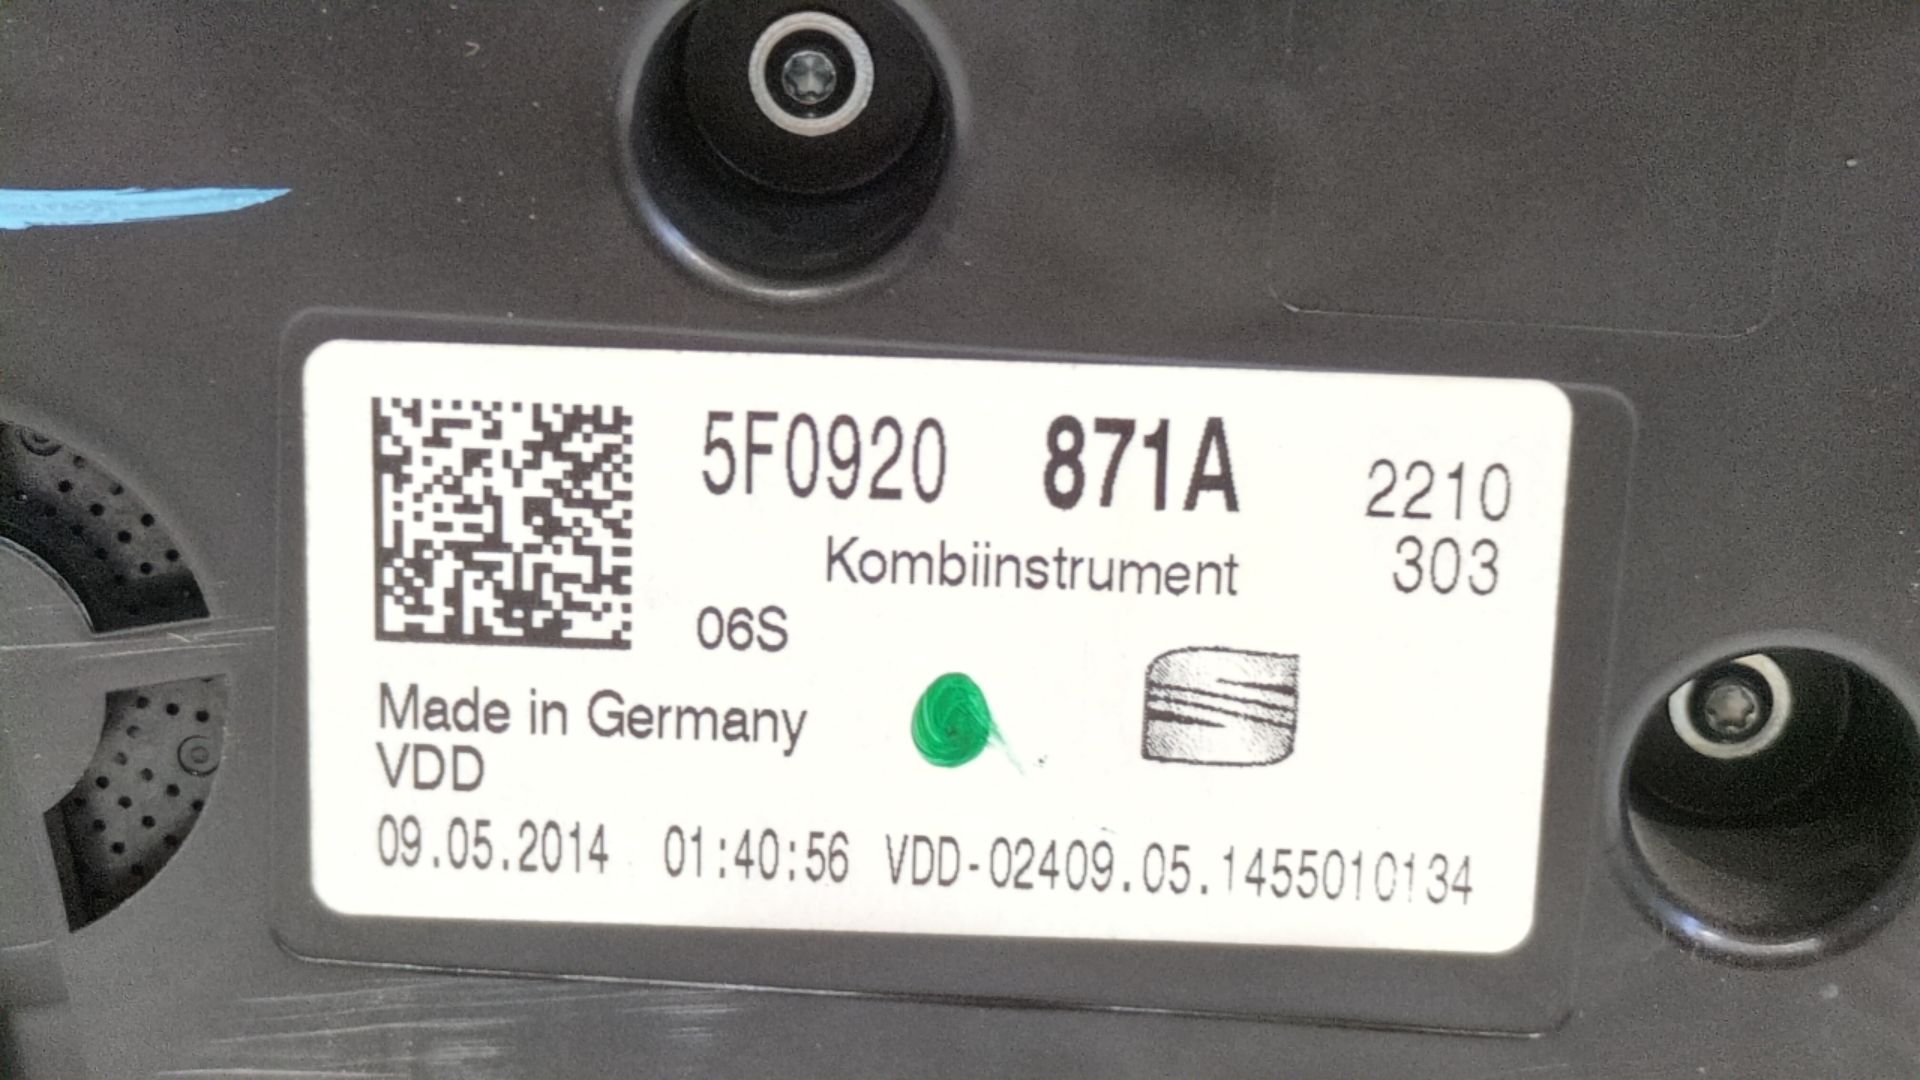 5F0920 871A 2210
Kombiinstrument 303
06S
Made in Germany
VDD
09.05.2014 01:40:56 VDD-02409.05.1455010134